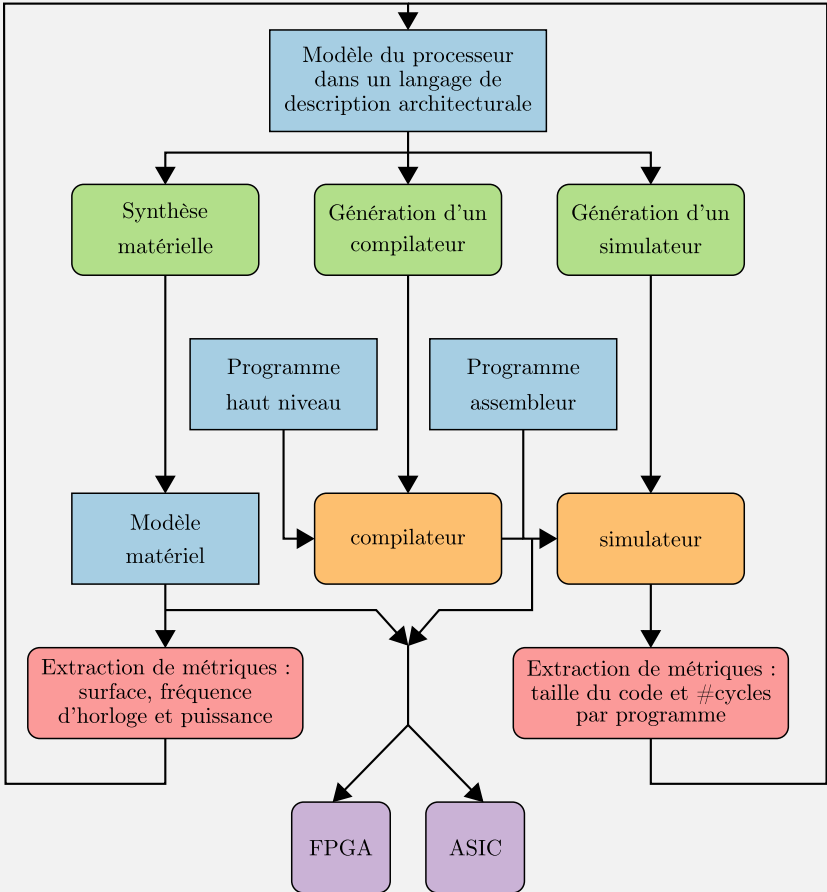 Modèle du processeur
dans un langage de
description architecturale
Synthèse
matérielle
Génération d'un
compilateur
Génération d'un
simulateur
Programme
haut niveau
Programme
assembleur
Modèle
matériel
compilateur
simulateur
Extraction de métriques :
surface, fréquence
d'horloge et puissance
Extraction de métriques :
taille du code et #cycles
par programme
FPGA
ASIC